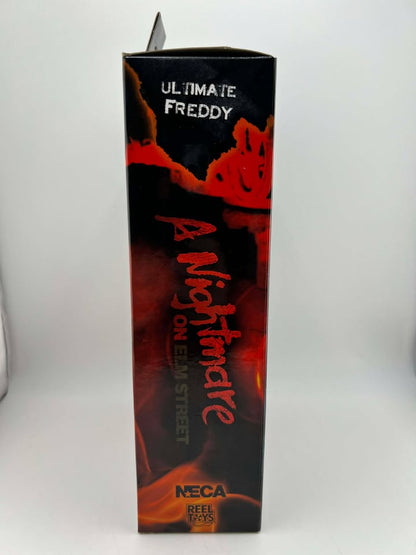 ULTIMATE
FREDDY
A Nightmare
ON ELM STREET
NECA
REEL
TOYS